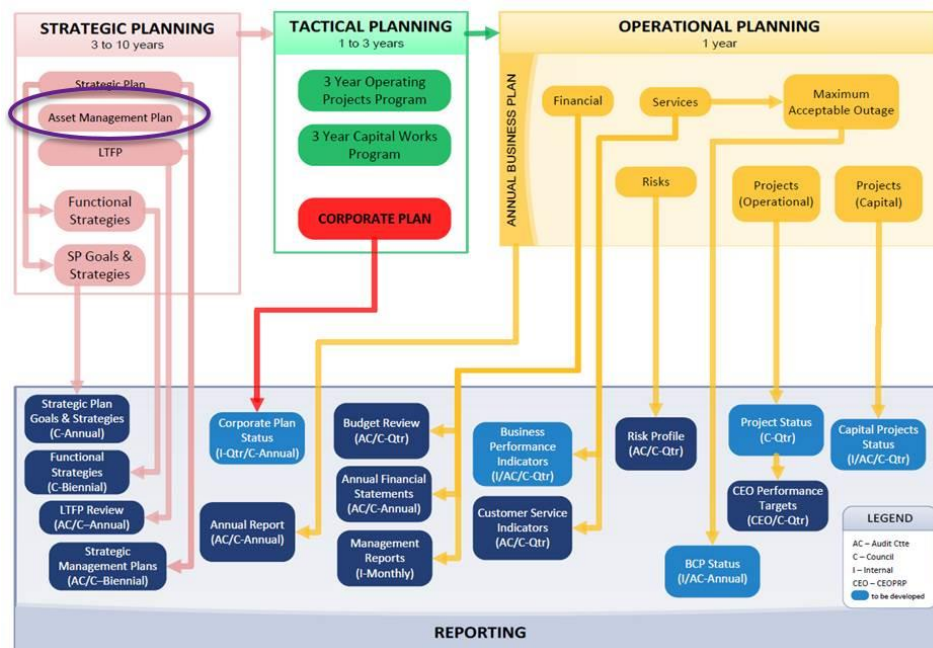 STRATEGIC PLANNING
3 to 10 years
Strategic Plan
Asset Management Plan
LTFP
Functional
Strategies
SP Goals &
Strategies
TACTICAL PLANNING
1 to 3 years
3 Year Operating
Projects Program
3 Year Capital Works
Program
CORPORATE PLAN
OPERATIONAL PLANNING
1 year
ANNUAL BUSINESS PLAN
Financial
Services
Maximum
Acceptable Outage
Risks
Projects
(Operational)
Projects
(Capital)
Strategic Plan
Goals & Strategies
(C-Annual)
Functional
Strategies
(C-Biennial)
LTFP Review
(AC/C–Annual)
Strategic
Management Plans
(AC/C–Biennial)
Corporate Plan
Status
(I-Qtr/C-Annual)
Annual Report
(AC/C-Annual)
Budget Review
(AC/C-Qtr)
Annual Financial
Statements
(AC/C-Annual)
Management
Reports
(I-Monthly)
Business
Performance
Indicators
(I/AC/C-Qtr)
Customer Service
Indicators
(AC/C-Qtr)
Risk Profile
(AC/C-Qtr)
BCP Status
(I/AC-Annual)
Project Status
(C-Qtr)
CEO Performance
Targets
(CEO/C-Qtr)
Capital Projects
Status
(I/AC/C-Qtr)
LEGEND
AC – Audit Ctte
C – Council
I – Internal
CEO – CEOPRP
to be developed
REPORTING